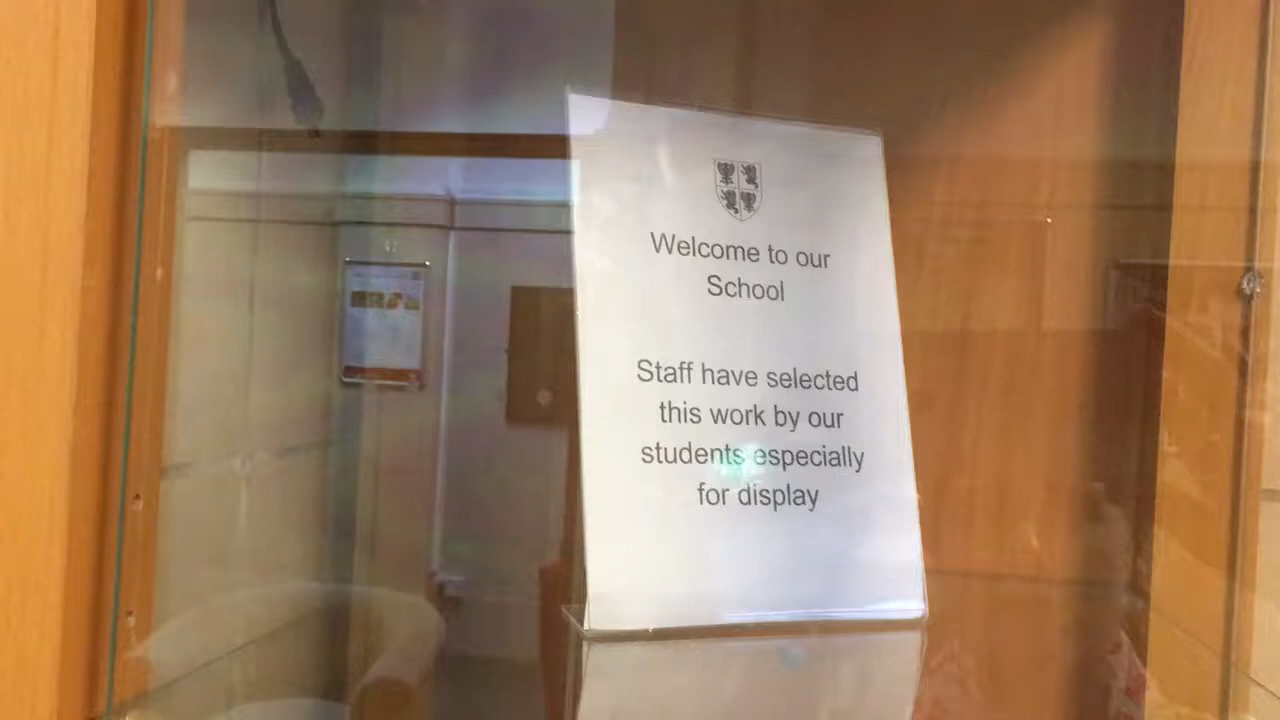 Welcome to our
School
Staff have selected
this work by our
students especially
for display